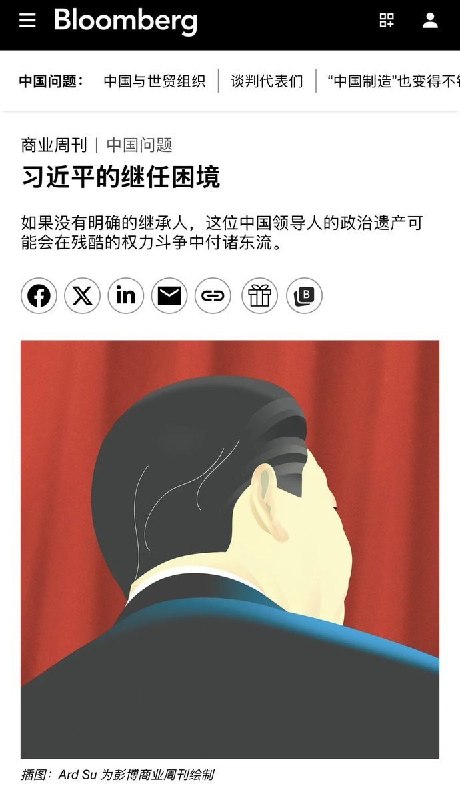 Bloomberg
中国问题： 中国与世贸组织 | 谈判代表们 | “中国制造”也变得不
商业周刊 | 中国问题
习近平的继任困境
如果没有明确的继承人，这位中国领导人的政治遗产可
能会在残酷的权力斗争中付诸东流。
B
插图：Ard Su 为彭博商业周刊绘制